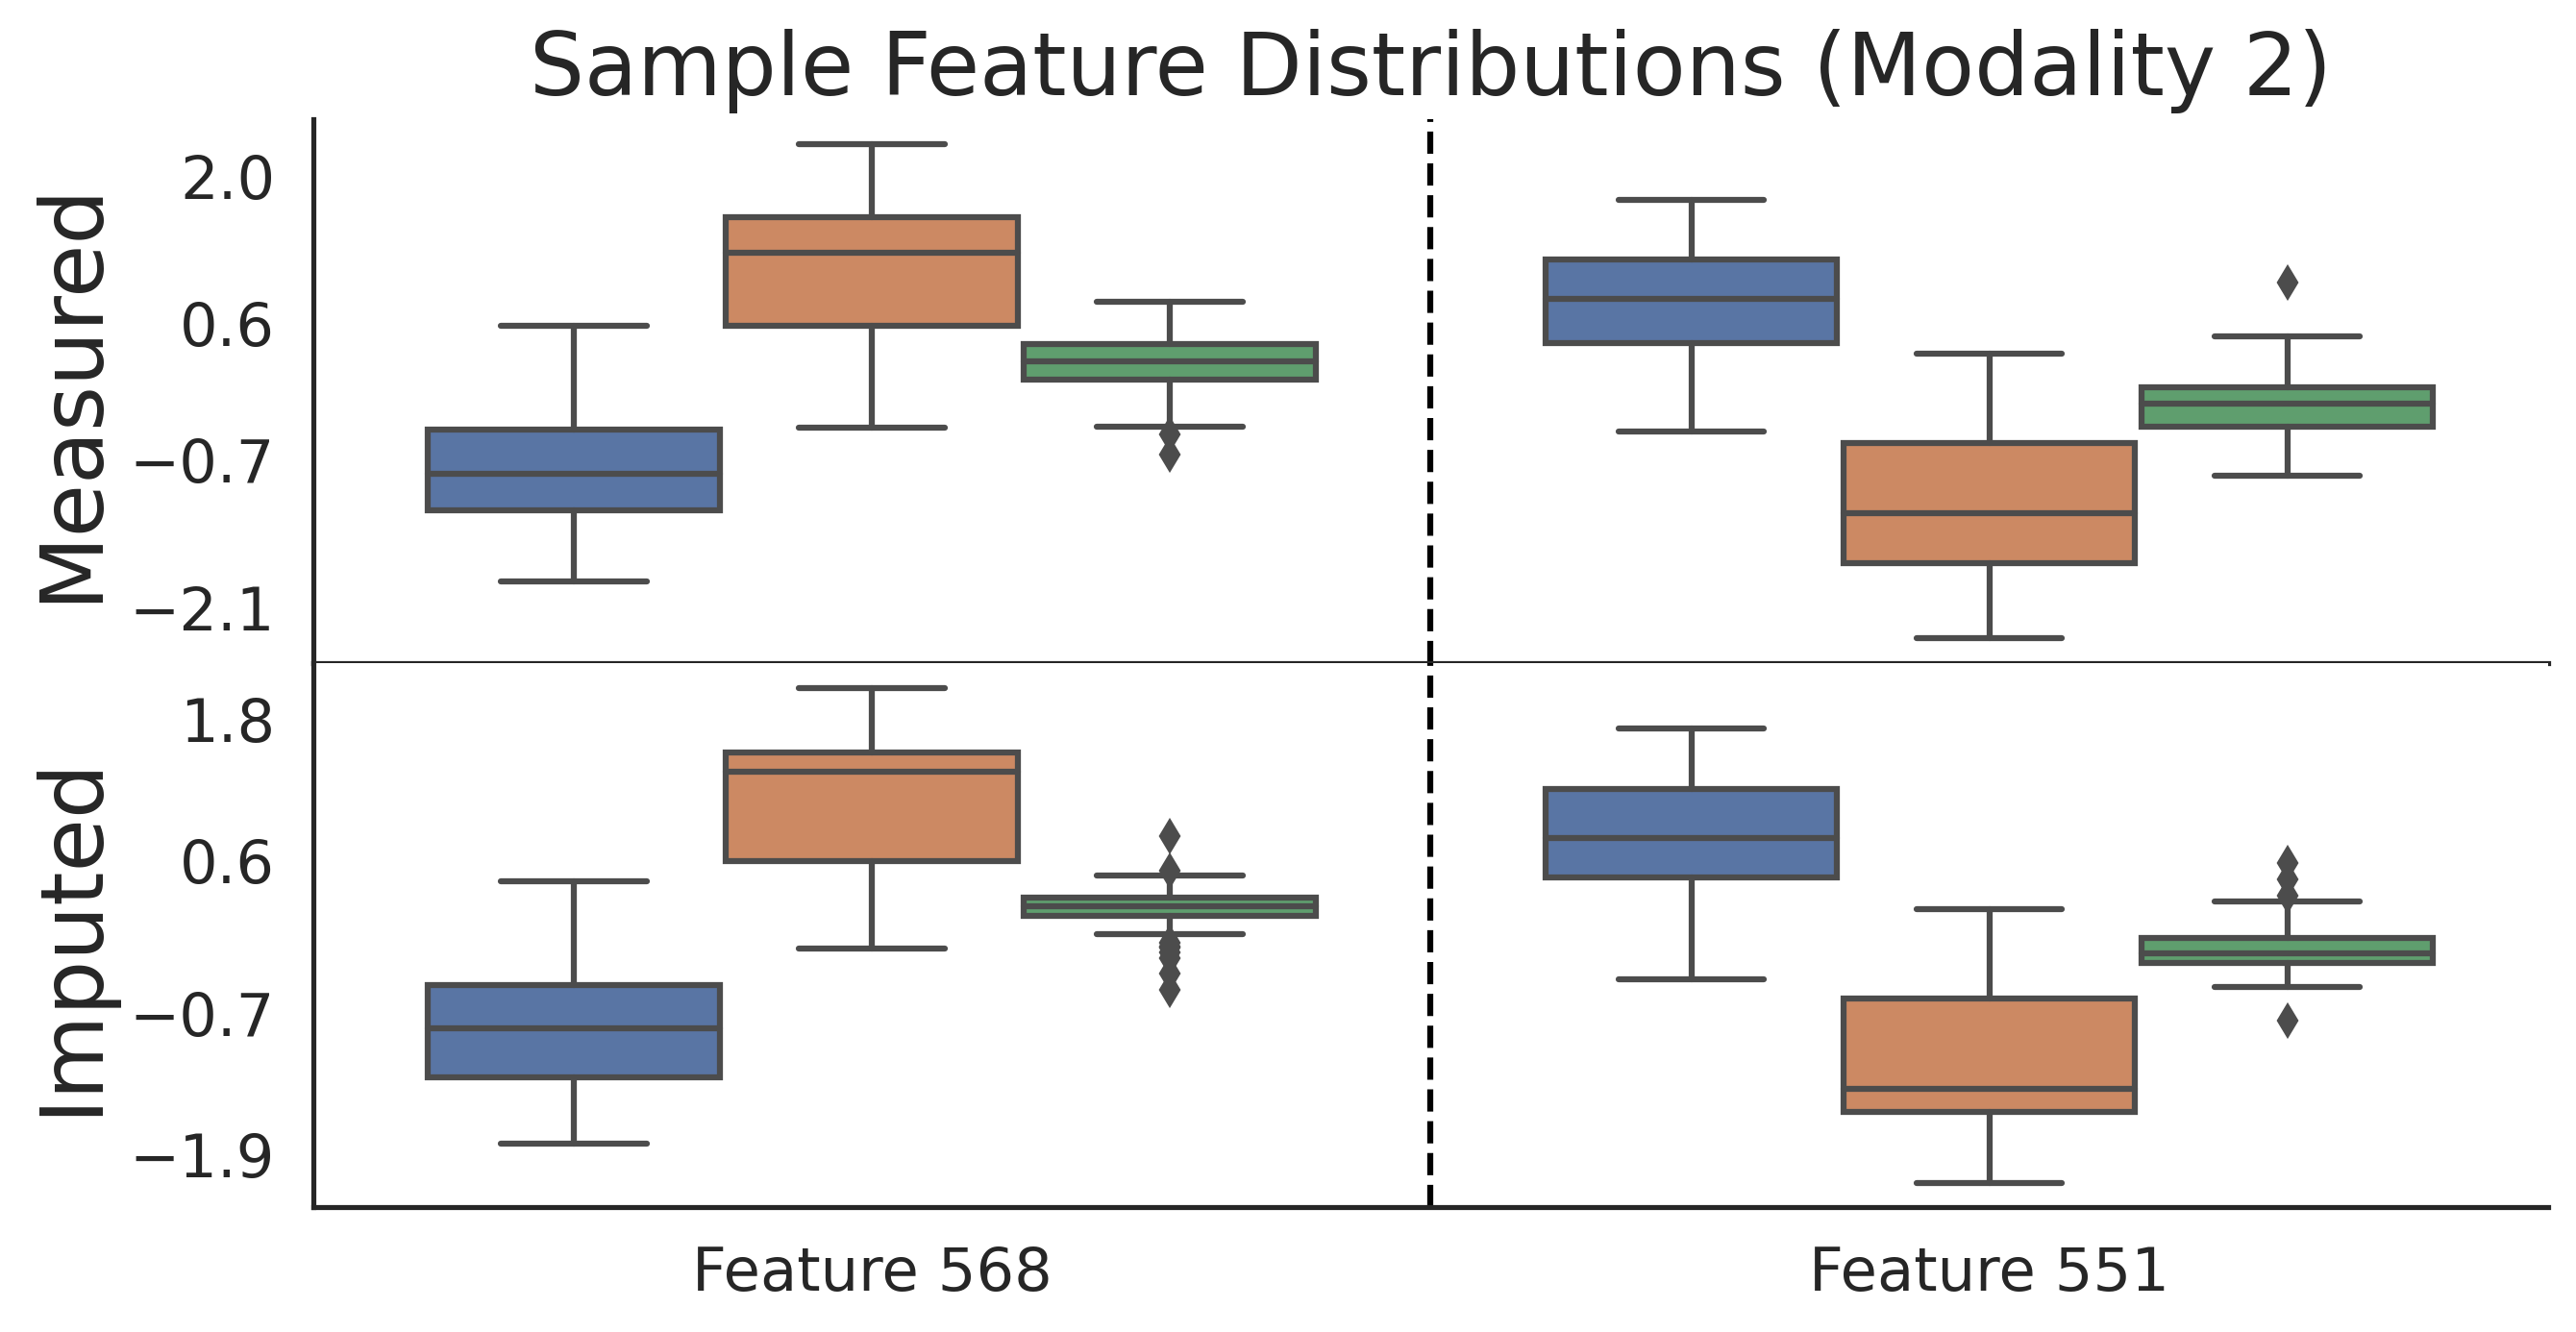 Sample Feature Distributions (Modality 2)
Measured
2.0
0.6
−0.7
−2.1
Imputed
1.8
0.6
−0.7
−1.9
Feature 568
Feature 551